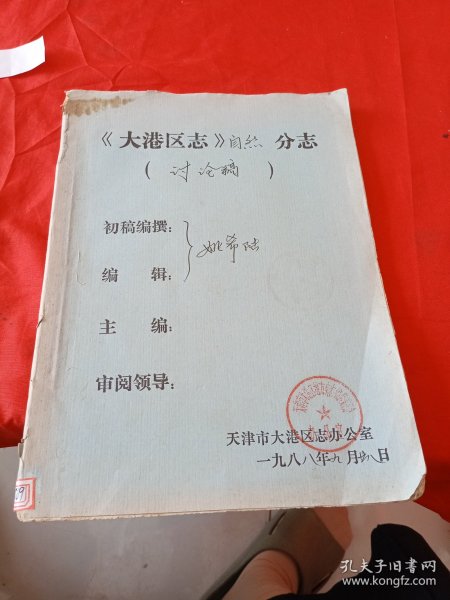 《大港区志》自然 分志
(讨论稿)
初稿编撰：
编 辑：
姚希陆
主 编：
审阅领导：
天津市大港区志办公室
一九八八年九月廿八日
孔夫子旧书网
www.kongfz.com